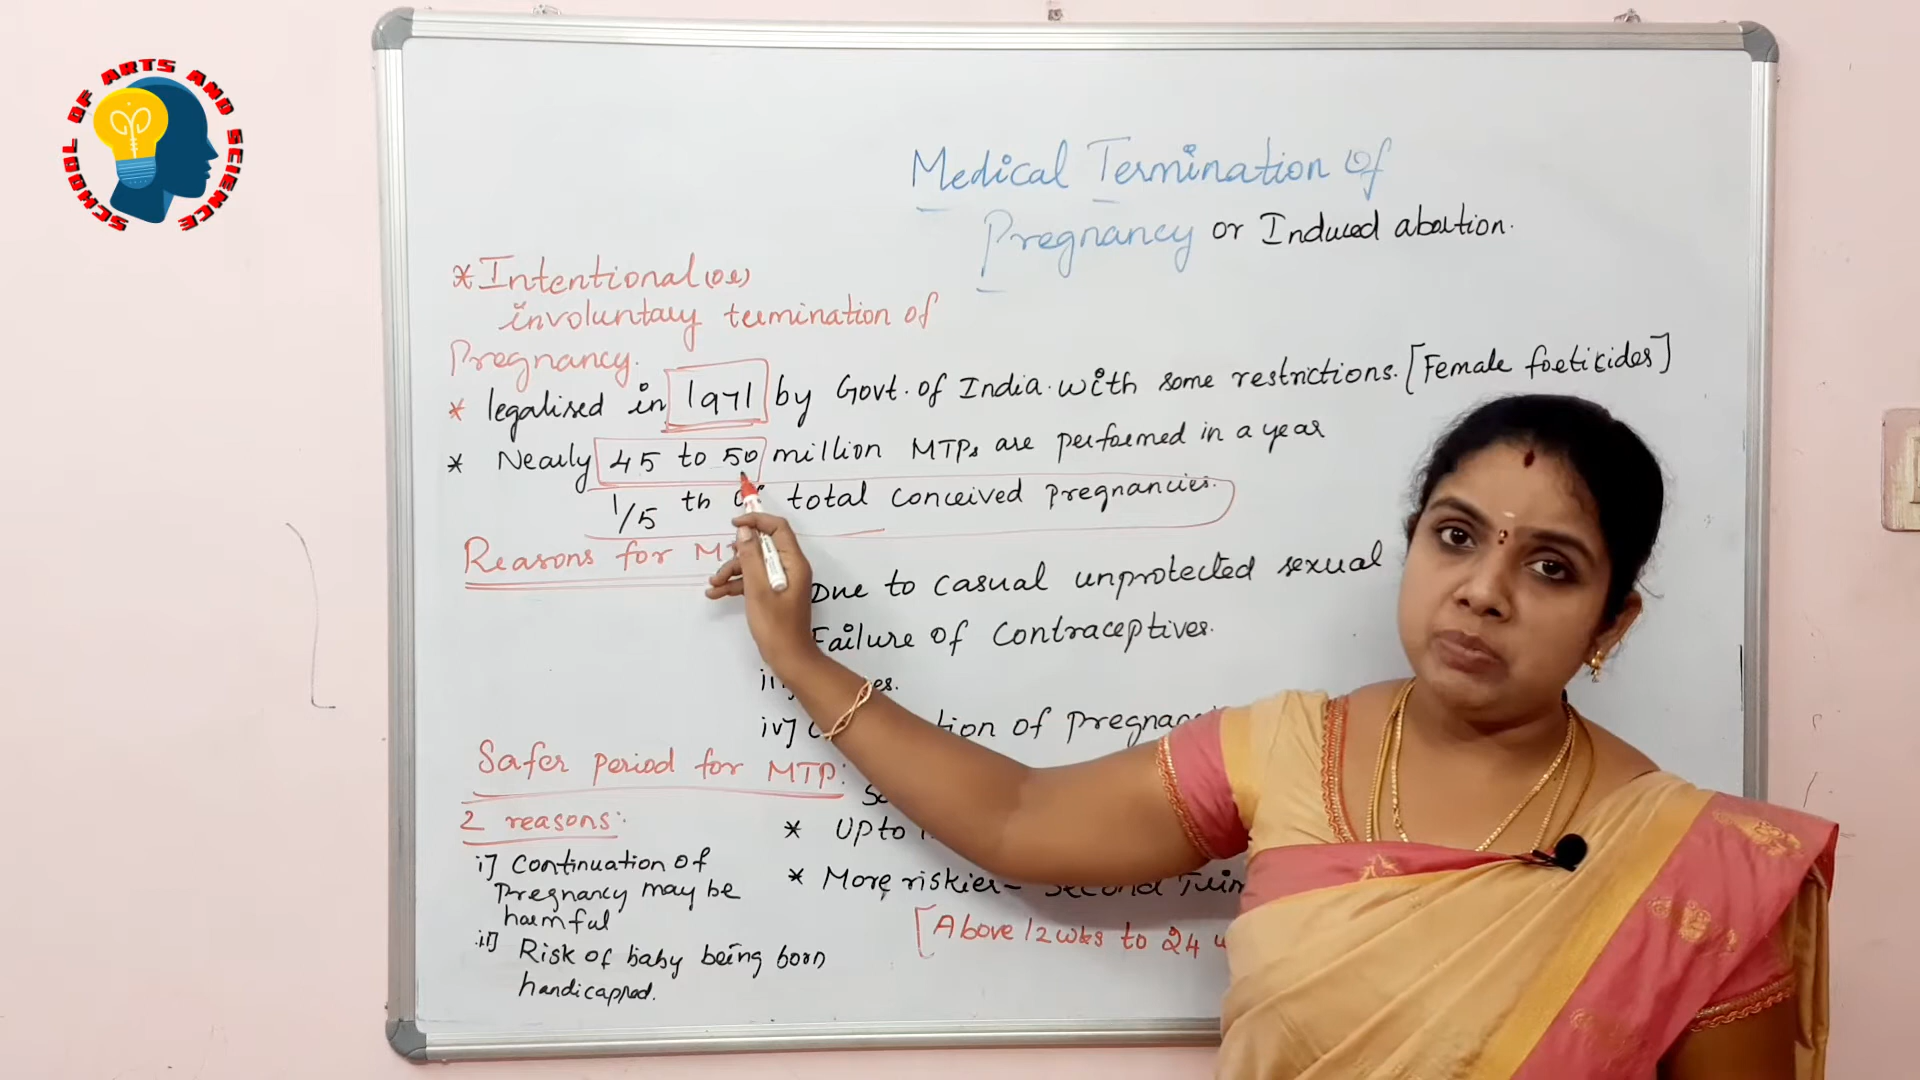 SCHOOL OF ARTS AND SCIENCE
Medical Termination Of
Pregnancy or Induced abortion.
* Intentional (or)
involuntary termination of
Pregnancy.
* legalised in 1971 by Govt. of India. with some restrictions. [Female foeticides]
* Nearly 45 to 50 million MTPs are performed in a year
1/5 th of total conceived pregnancies.
Reasons for
Due to casual unprotected sexual
Failure of contraceptives.
iv] of
Safer period for MTP:
2 reasons:
* Upto
i] Continuation of
Pregnancy may be
harmful
* More riskier - Second
[Above 12 wks to 24
ii] Risk of baby being born
handicapped.